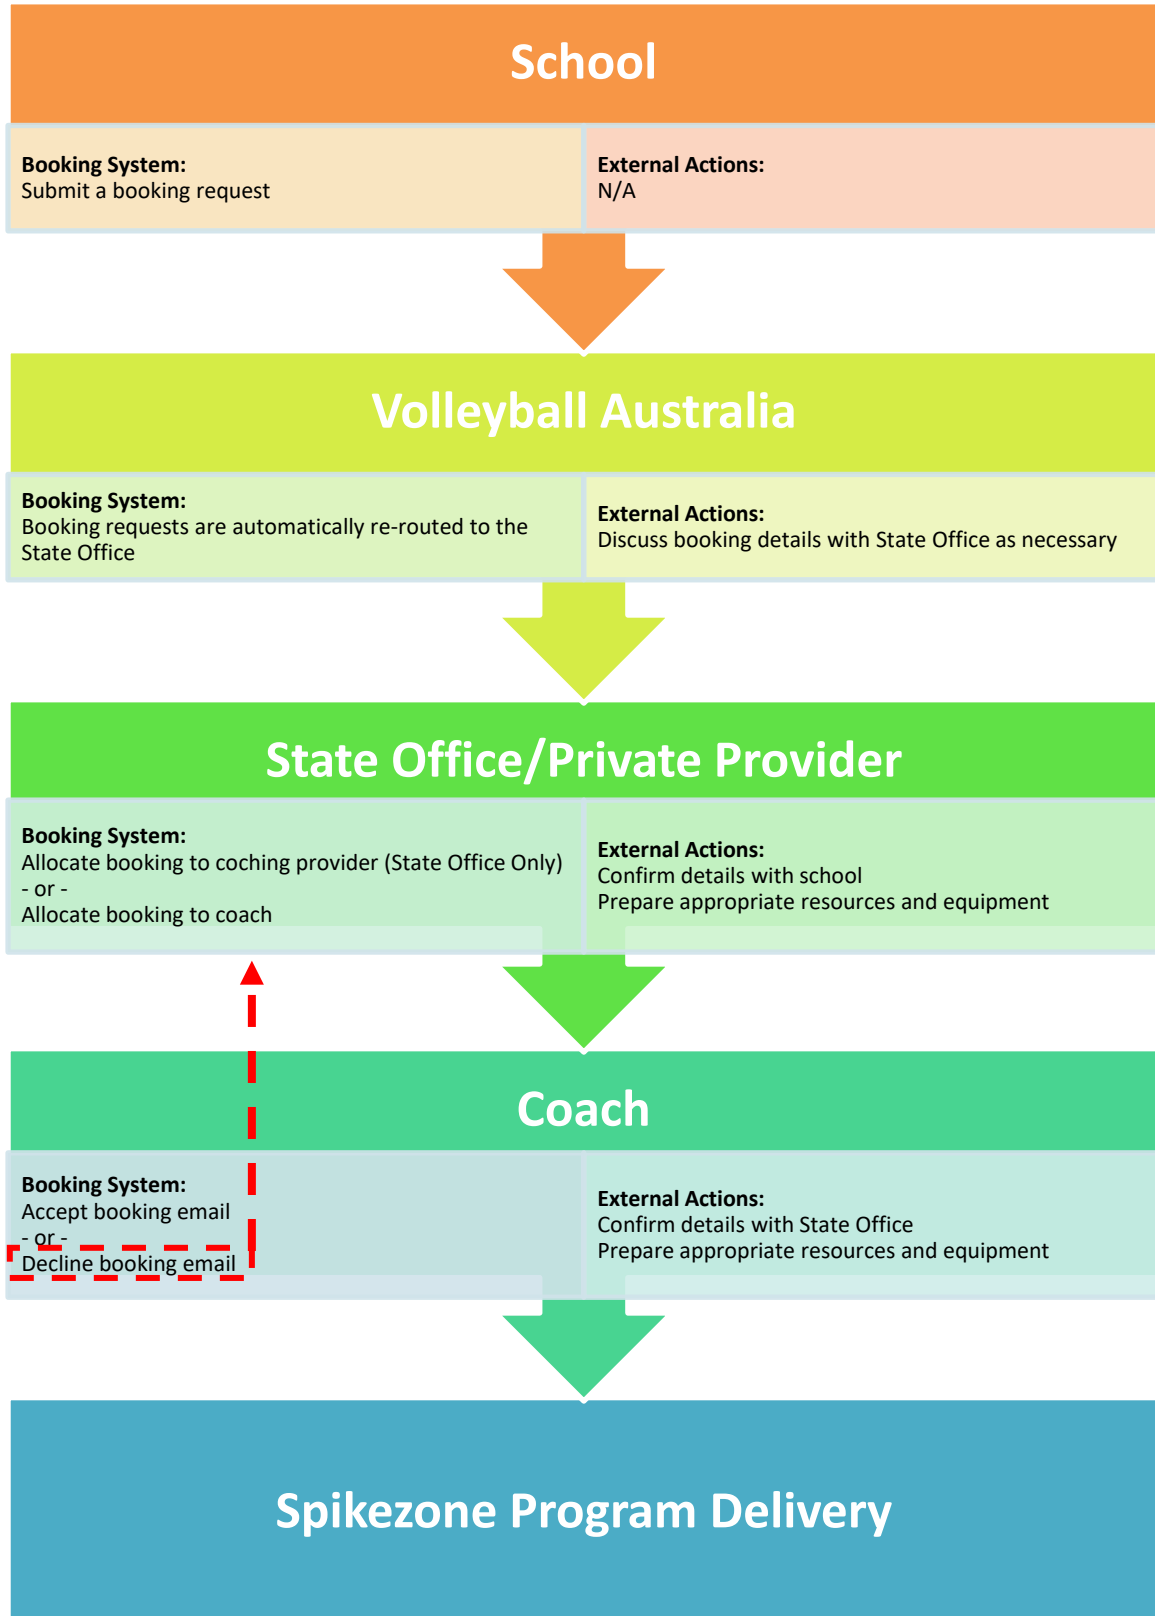 School
Booking System:
Submit a booking request
External Actions:
N/A
Volleyball Australia
Booking System:
Booking requests are automatically re-routed to the
State Office
External Actions:
Discuss booking details with State Office as necessary
State Office/Private Provider
Booking System:
Allocate booking to coching provider (State Office Only)
- or -
Allocate booking to coach
External Actions:
Confirm details with school
Prepare appropriate resources and equipment
Coach
Booking System:
Accept booking email
- or -
Decline booking email
External Actions:
Confirm details with State Office
Prepare appropriate resources and equipment
Spikezone Program Delivery